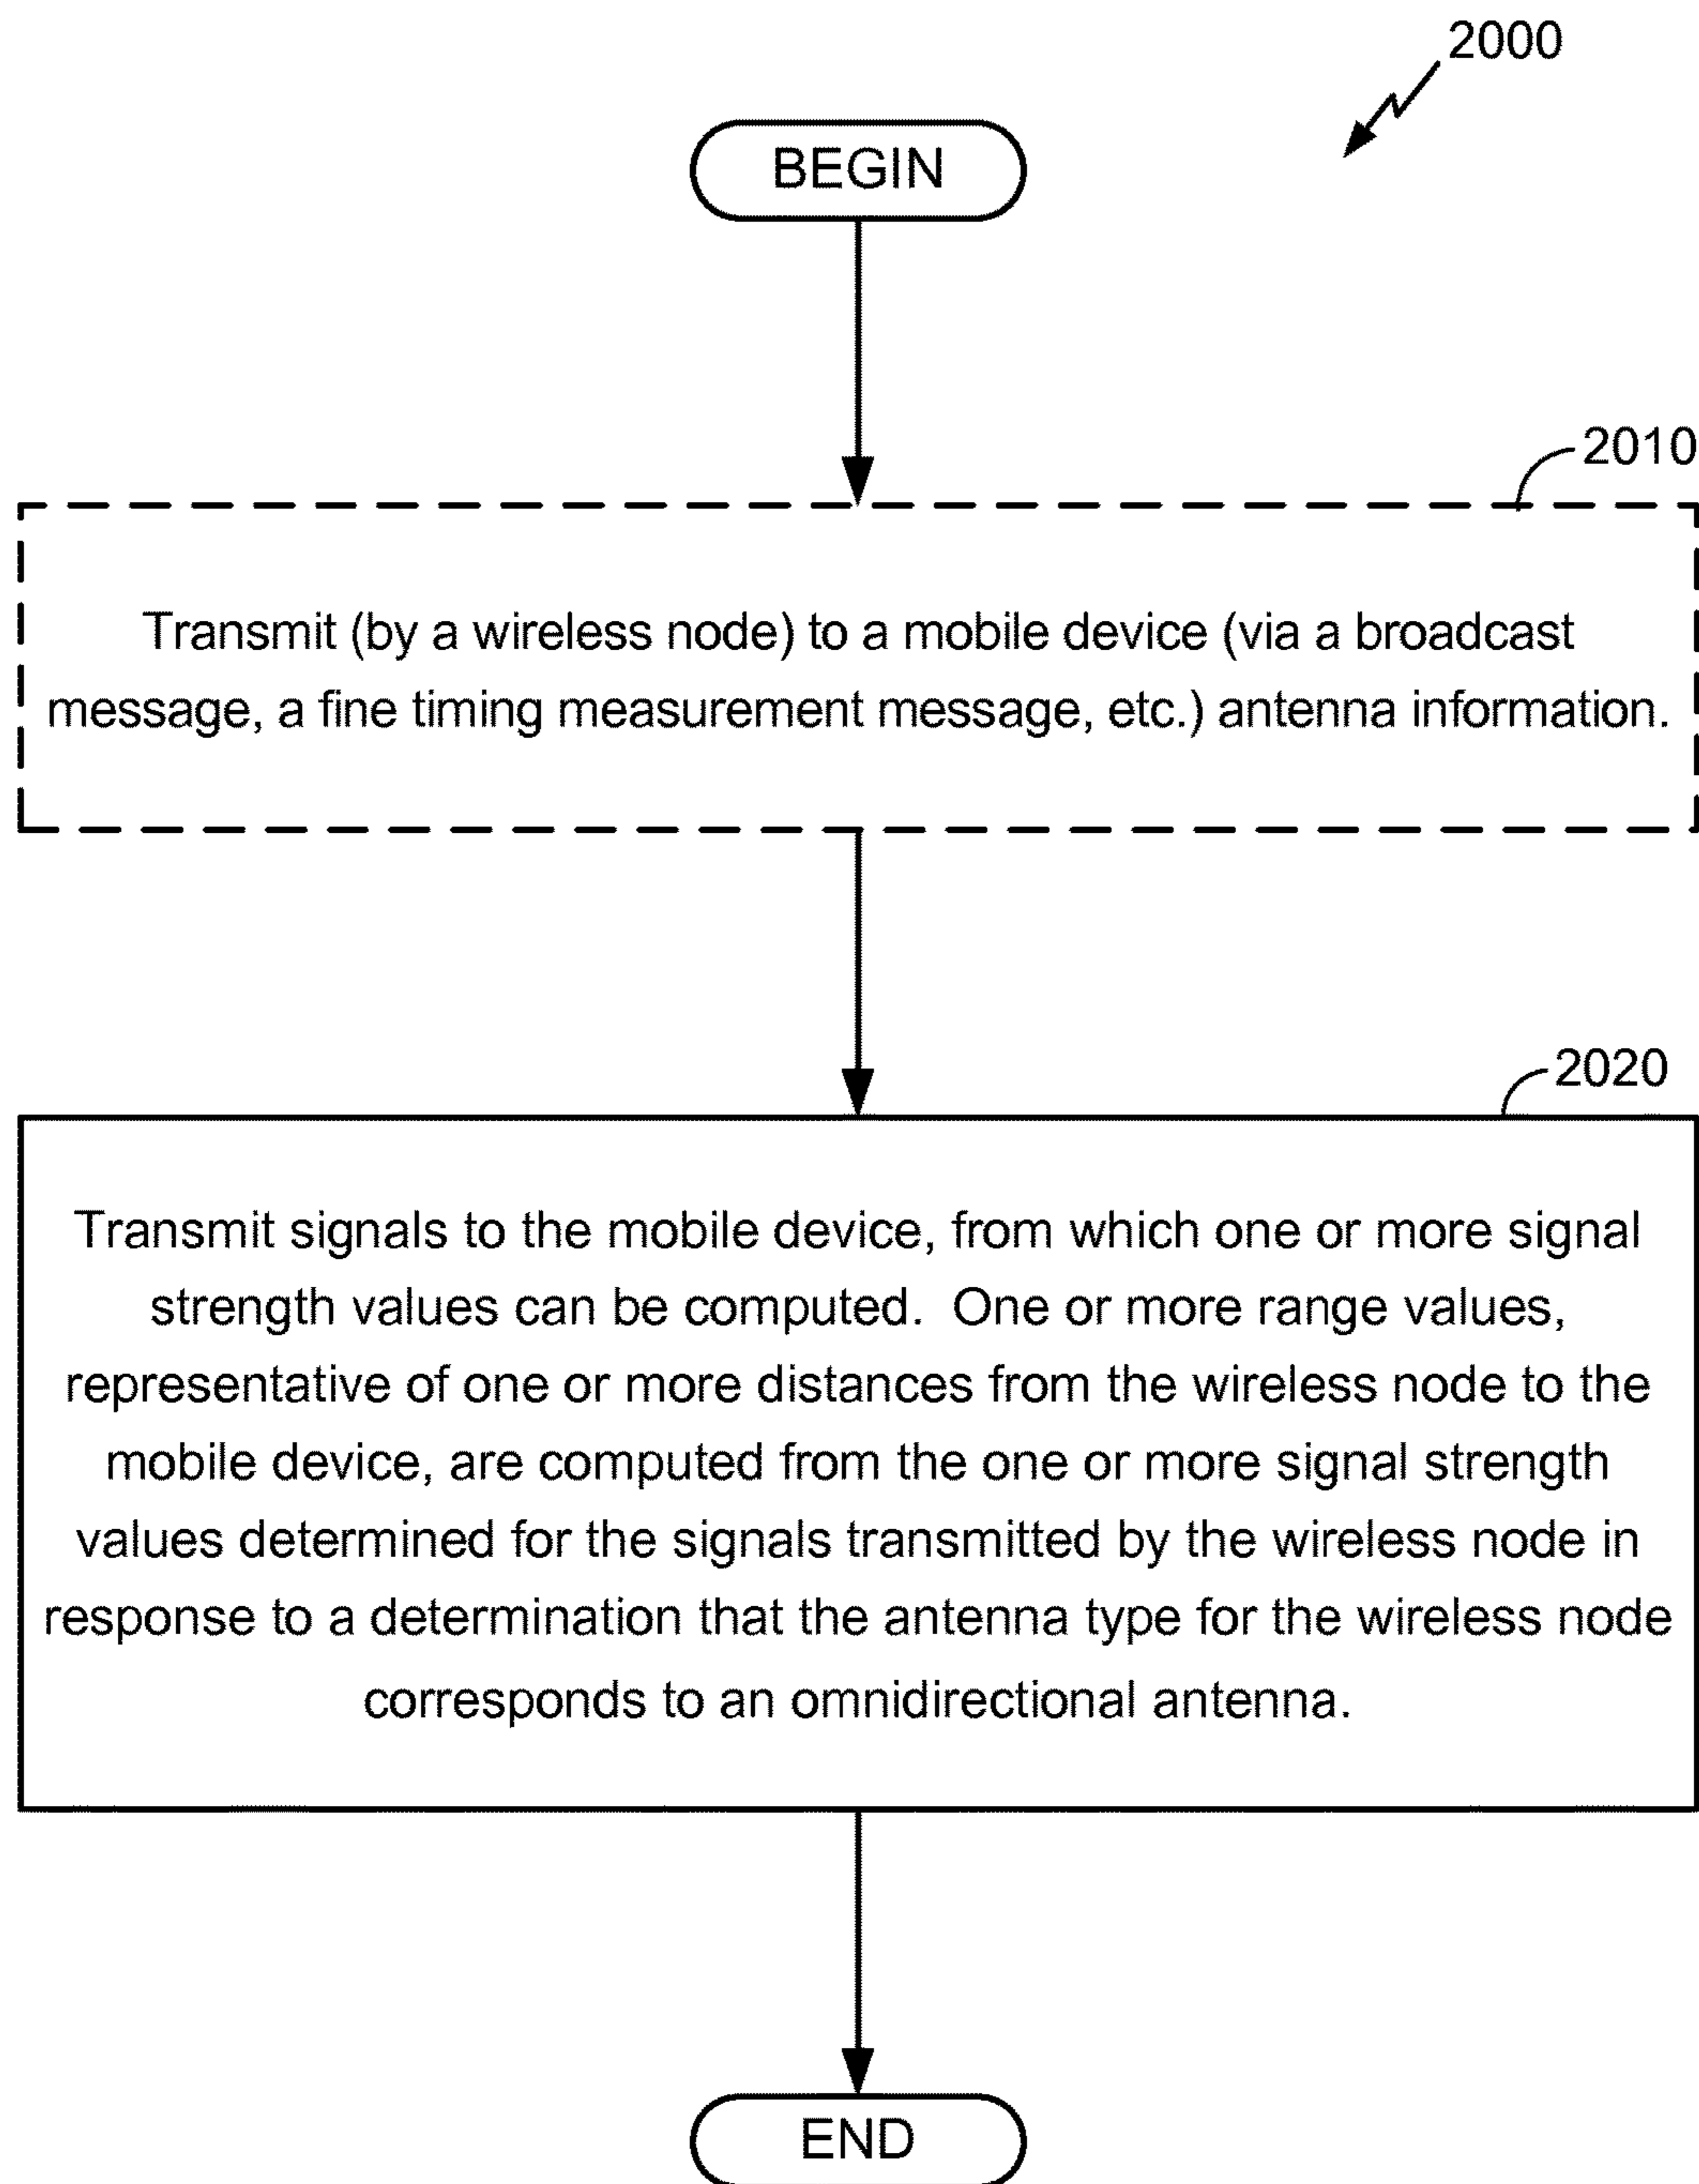 2000
BEGIN
2010
Transmit (by a wireless node) to a mobile device (via a broadcast
message, a fine timing measurement message, etc.) antenna information.
2020
Transmit signals to the mobile device, from which one or more signal
strength values can be computed.  One or more range values,
representative of one or more distances from the wireless node to the
mobile device, are computed from the one or more signal strength
values determined for the signals transmitted by the wireless node in
response to a determination that the antenna type for the wireless node
corresponds to an omnidirectional antenna.
END